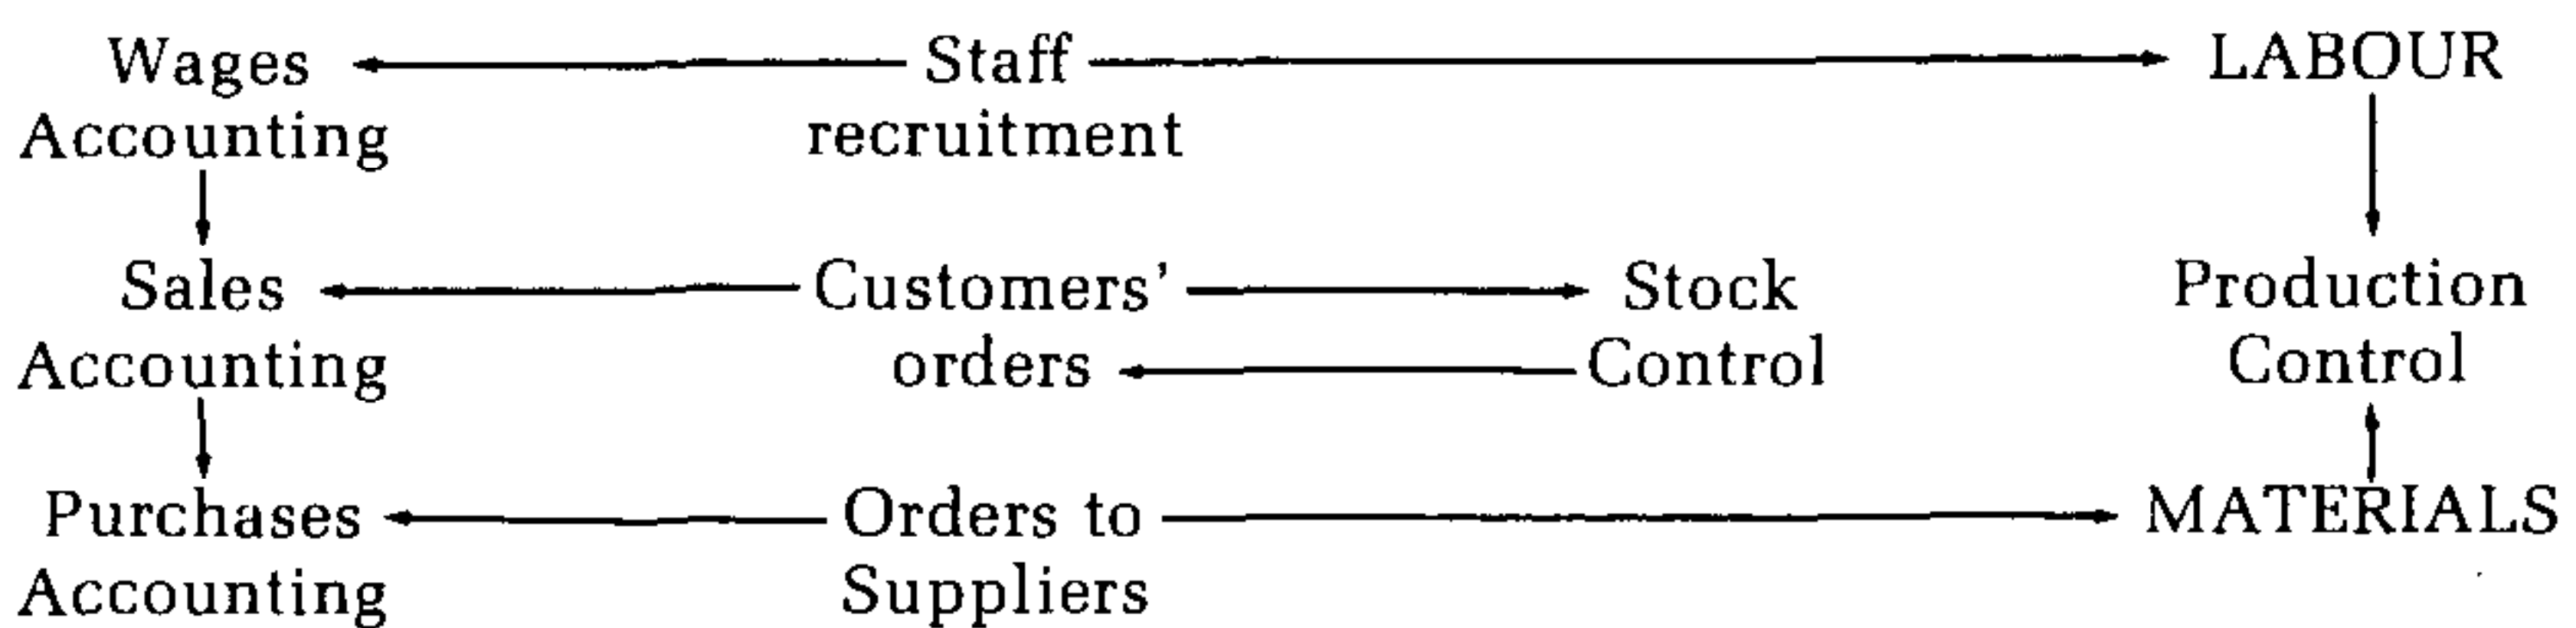 Wages Staff LABOUR
Accounting recruitment
Sales Customers' Stock Production
Accounting orders Control Control
Purchases Orders to MATERIALS
Accounting Suppliers